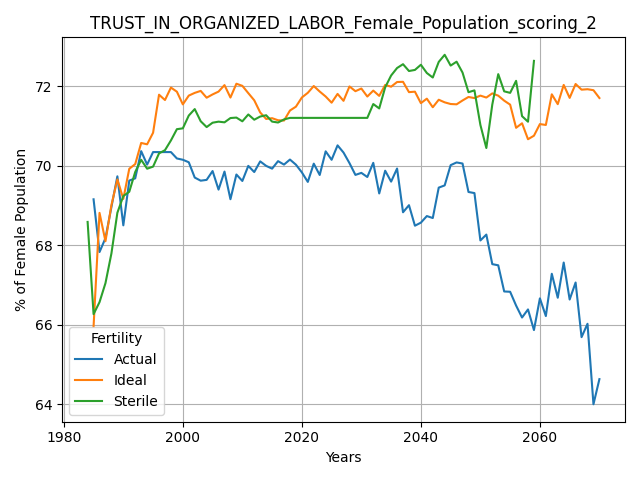 TRUST_IN_ORGANIZED_LABOR_Female_Population_scoring_2
% of Female Population
72
70
68
66
64
Fertility
Actual
Ideal
Sterile
1980
2000
2020
2040
2060
Years